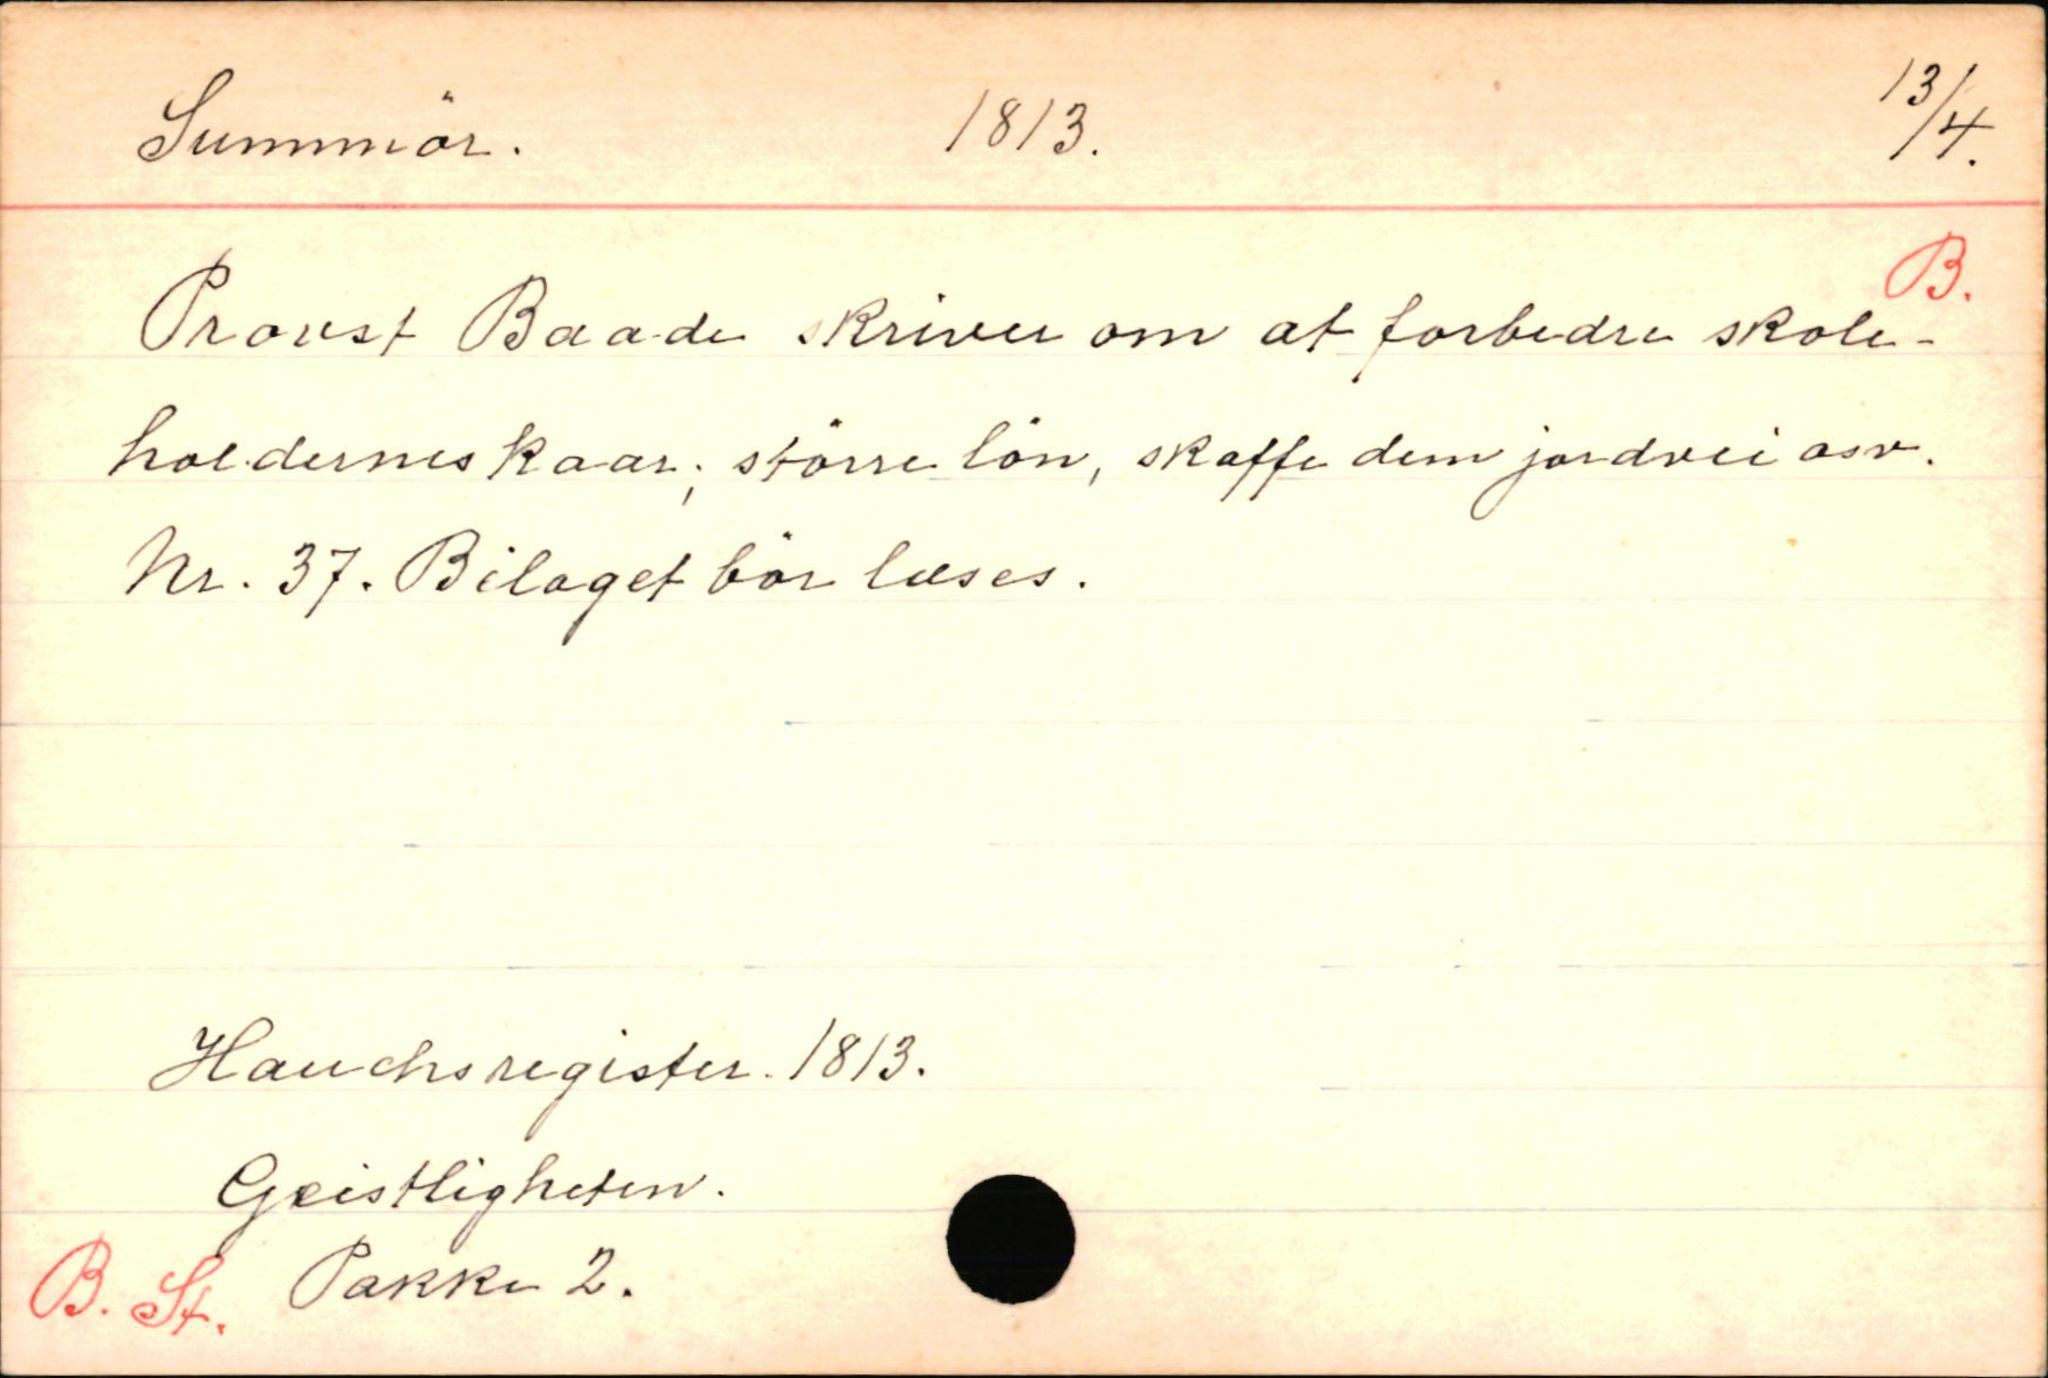 Summör. 1813. 13/4.
B.
Provst Baade skriver om at forbedre skole-
holdernes kaar; större lön, skaffe dem jordvei osv.
Nr. 37. Bilaget bör læses.
Hauchsregister. 1813.
Geistligheten.
B. St. Pakke 2.